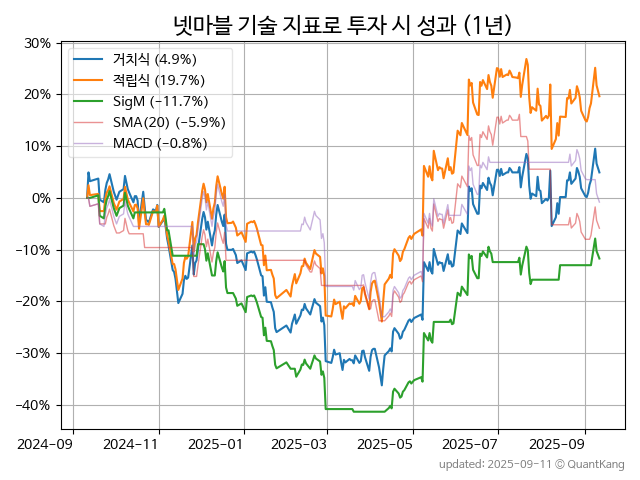 넷마블 기술 지표로 투자 시 성과 (1년)
거치식 (4.9%)
적립식 (19.7%)
SigM (−11.7%)
SMA(20) (−5.9%)
MACD (−0.8%)
30%
20%
10%
0%
−10%
−20%
−30%
−40%
2024-09 2024-11 2025-01 2025-03 2025-05 2025-07 2025-09
updated: 2025-09-11 © QuantKang